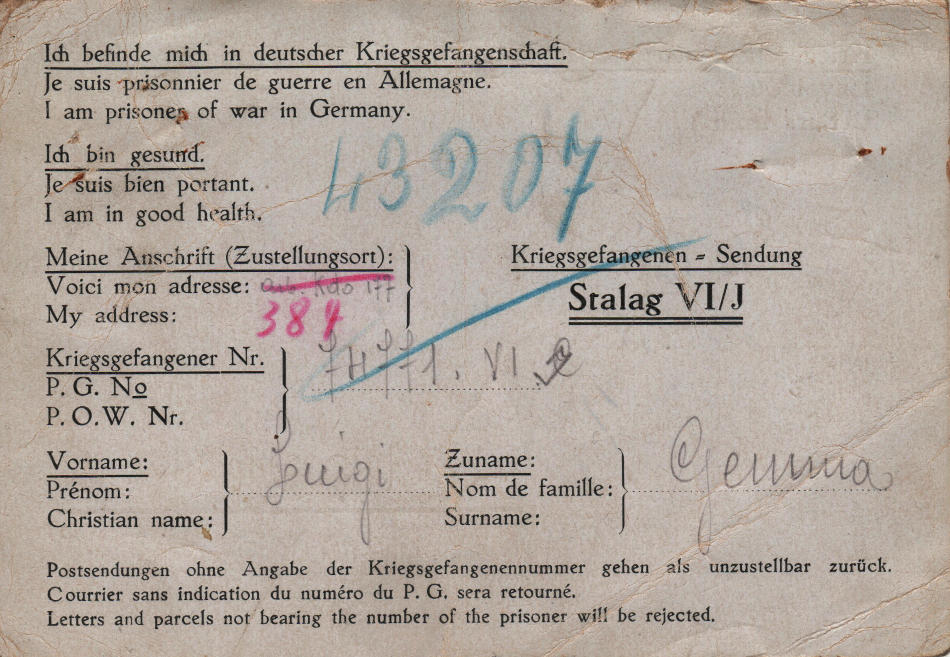 Ich befinde mich in deutscher Kriegsgefangenschaft.
Je suis prisonnier de guerre en Allemagne.
I am prisoner of war in Germany.
43207
Ich bin gesund.
Je suis bien portant.
I am in good health.
Meine Anschrift (Zustellungsort):
Voici mon adresse: Kdo 177
My address: 384
Kriegsgefangenen = Sendung
Stalag VI/J
Kriegsgefangener Nr.
P. G. No
P. O. W. Nr.
74771. VI
Vorname:
Prénom:
Christian name:
Luigi
Zuname:
Nom de famille:
Surname:
Gemma
Postsendungen ohne Angabe der Kriegsgefangenennummer gehen als unzustellbar zurück.
Courrier sans indication du numéro du P. G. sera retourné.
Letters and parcels not bearing the number of the prisoner will be rejected.